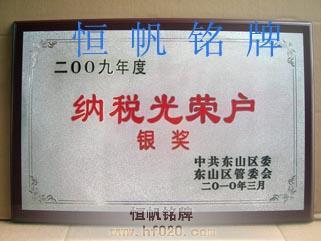 恒帆铭牌
二００九年度
纳税光荣户
银奖
中共东山区委
东山区管委会
二０一０年三月
恒帆铭牌
www.hf020.com